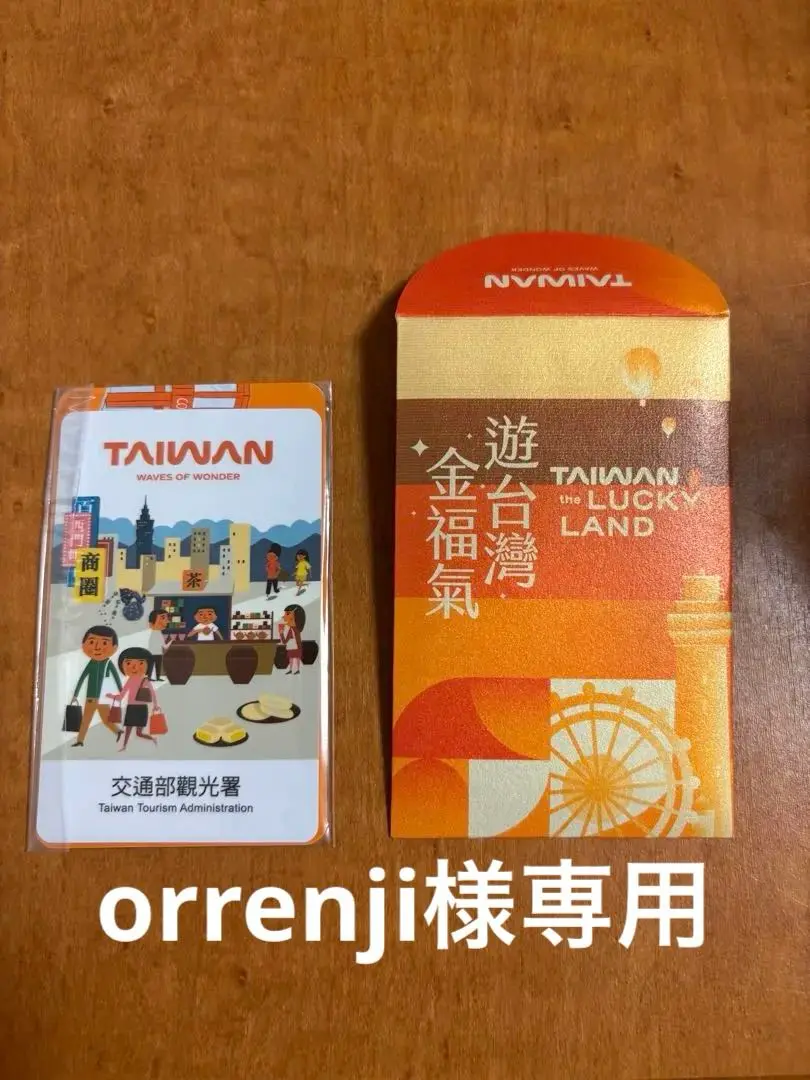 TAIWAN
WAVES OF WONDER
西門
商圈
茶
交通部觀光署
Taiwan Tourism Administration
TAIWAN
WAVES OF WONDER
遊台灣
金福氣
TAIWAN
the LUCKY
LAND
orrenji様専用